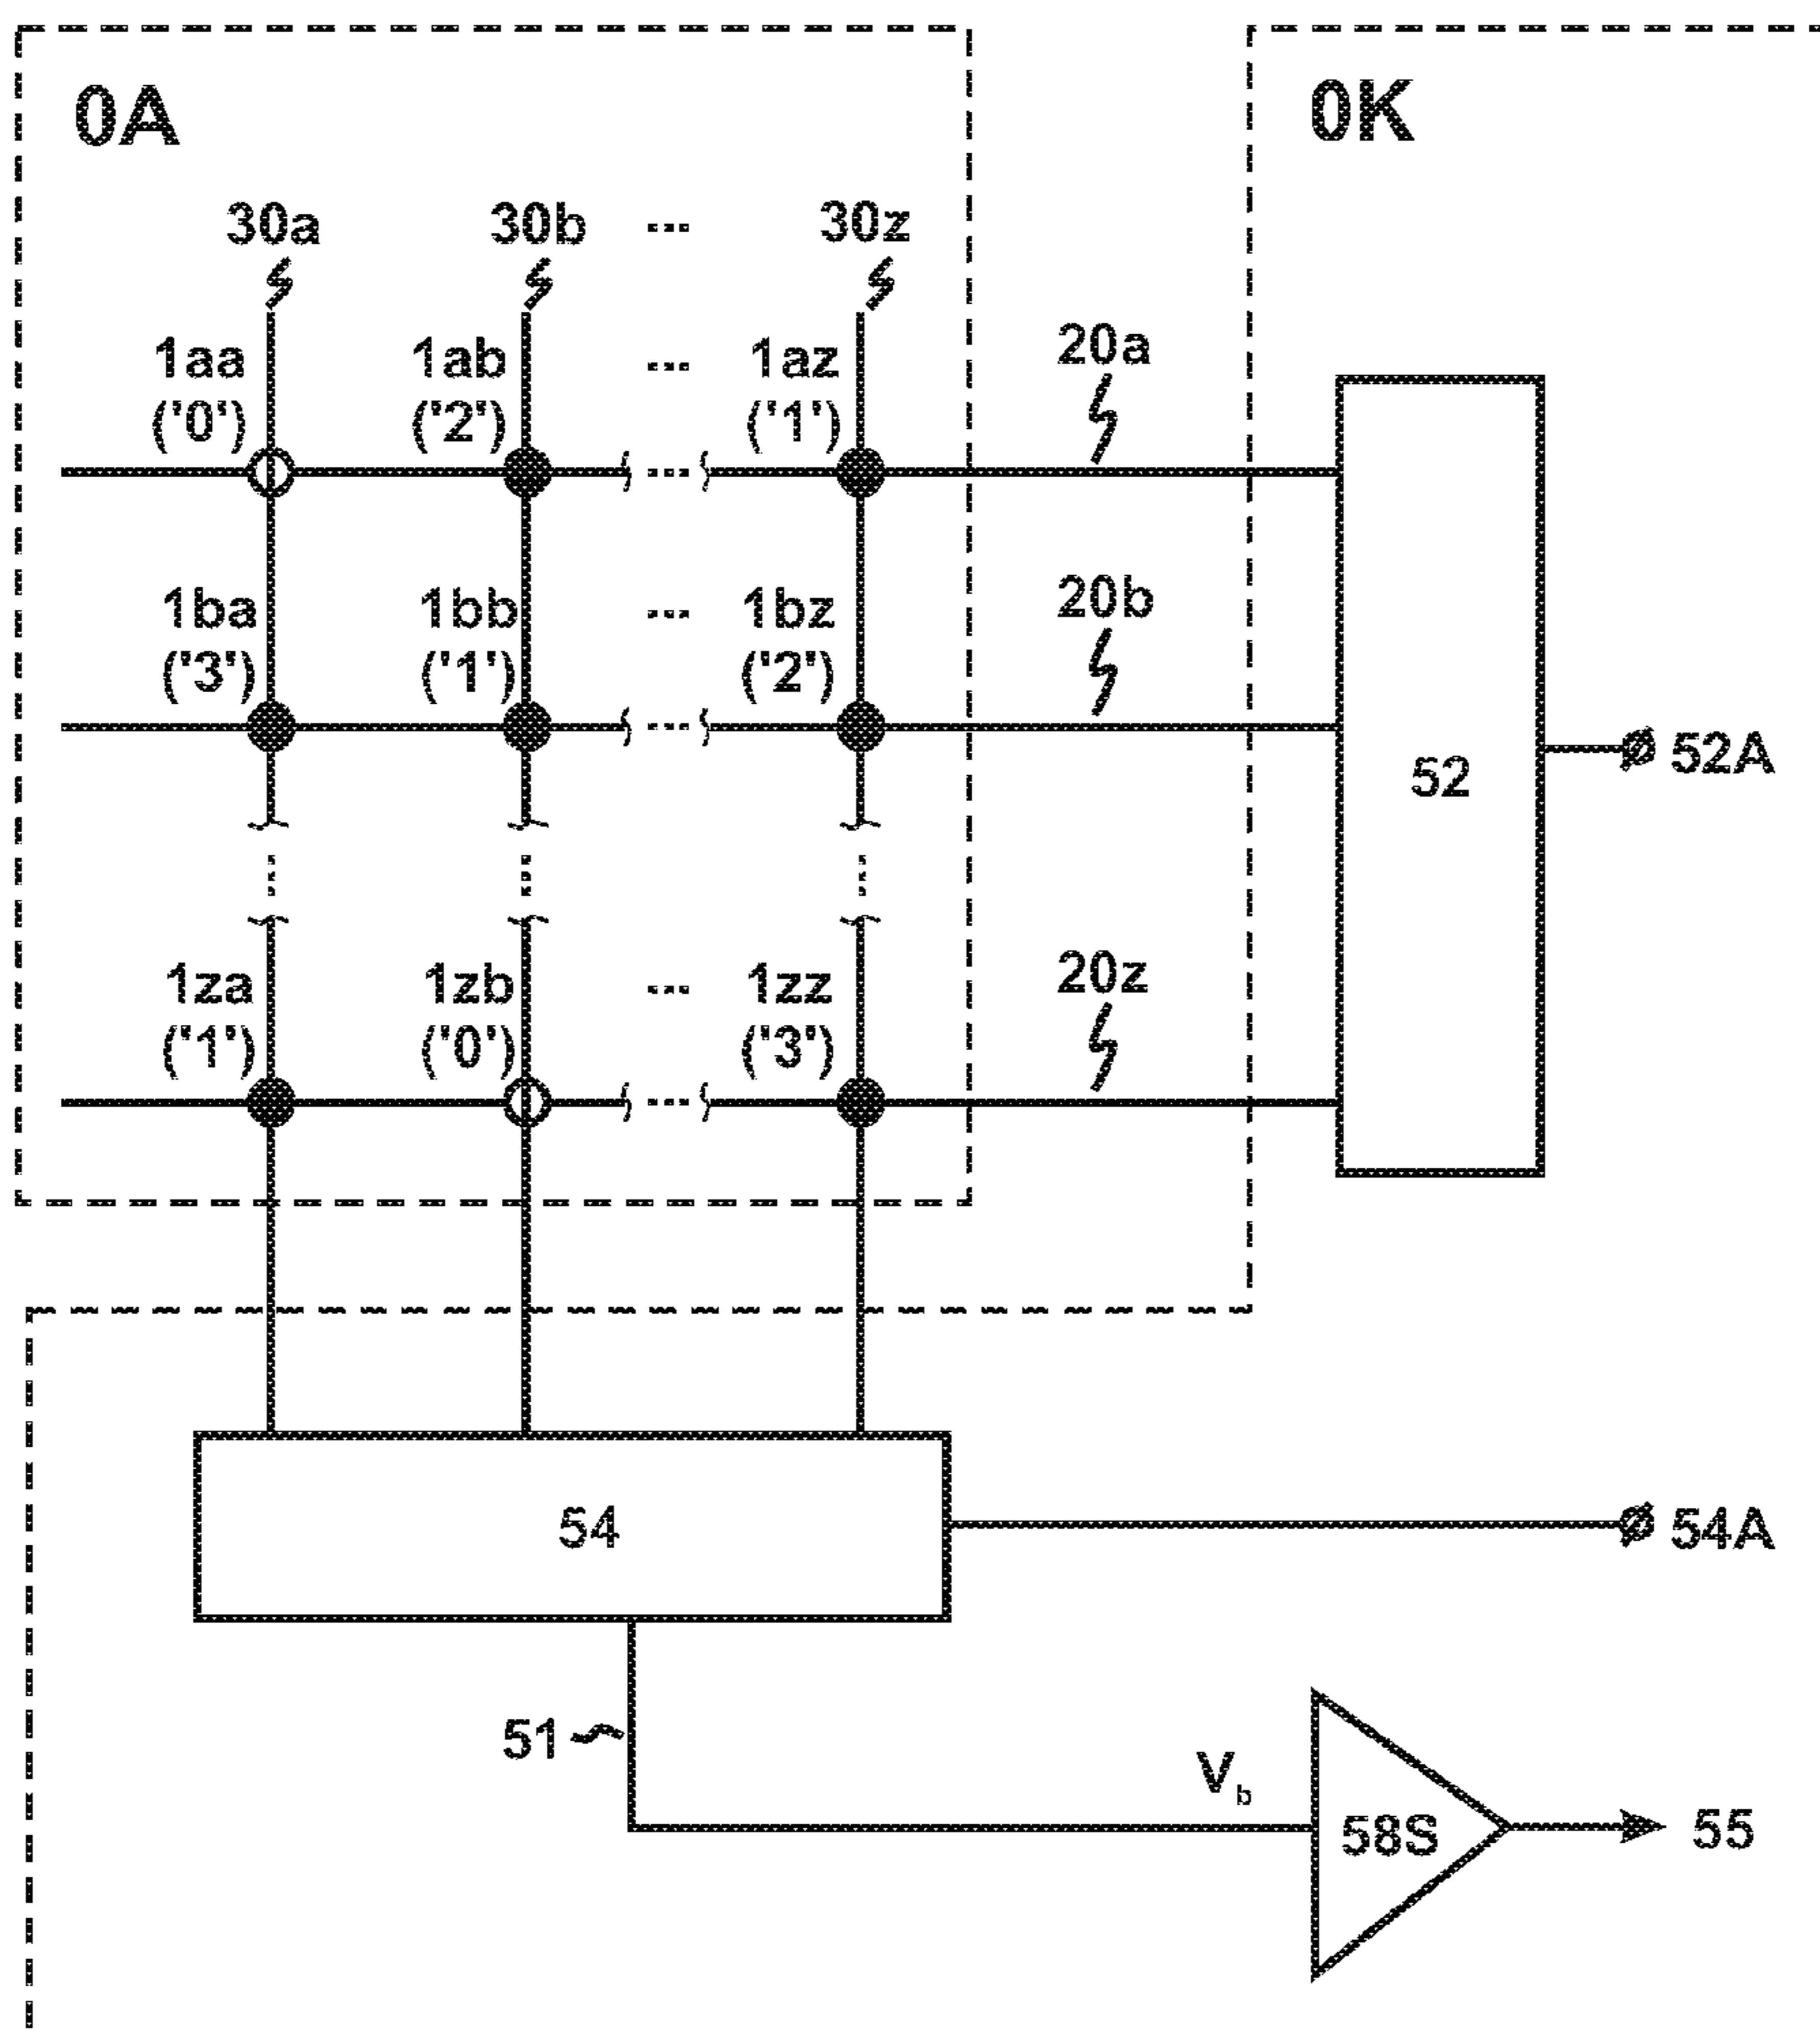 0A 0K
30a 30b ... 30z
1aa 1ab ... 1az 20a
('0') ('2') ('1')
...
1ba 1bb ... 1bz 20b
('3') ('1') ('2')
...
52 52A
... ... ...
1za 1zb ... 1zz 20z
('1') ('0') ('3')
...
54 54A
51
Vb
58S 55